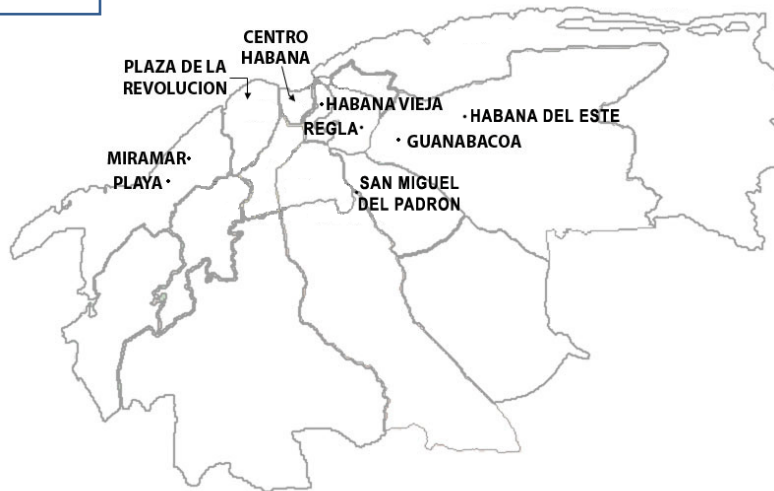 CENTRO
HABANA
PLAZA DE LA
REVOLUCION
HABANA VIEJA
HABANA DEL ESTE
REGLA
GUANABACOA
MIRAMAR
PLAYA
SAN MIGUEL
DEL PADRON